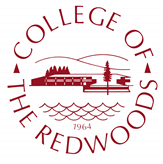 COLLEGE OF
THE REDWOODS
1964